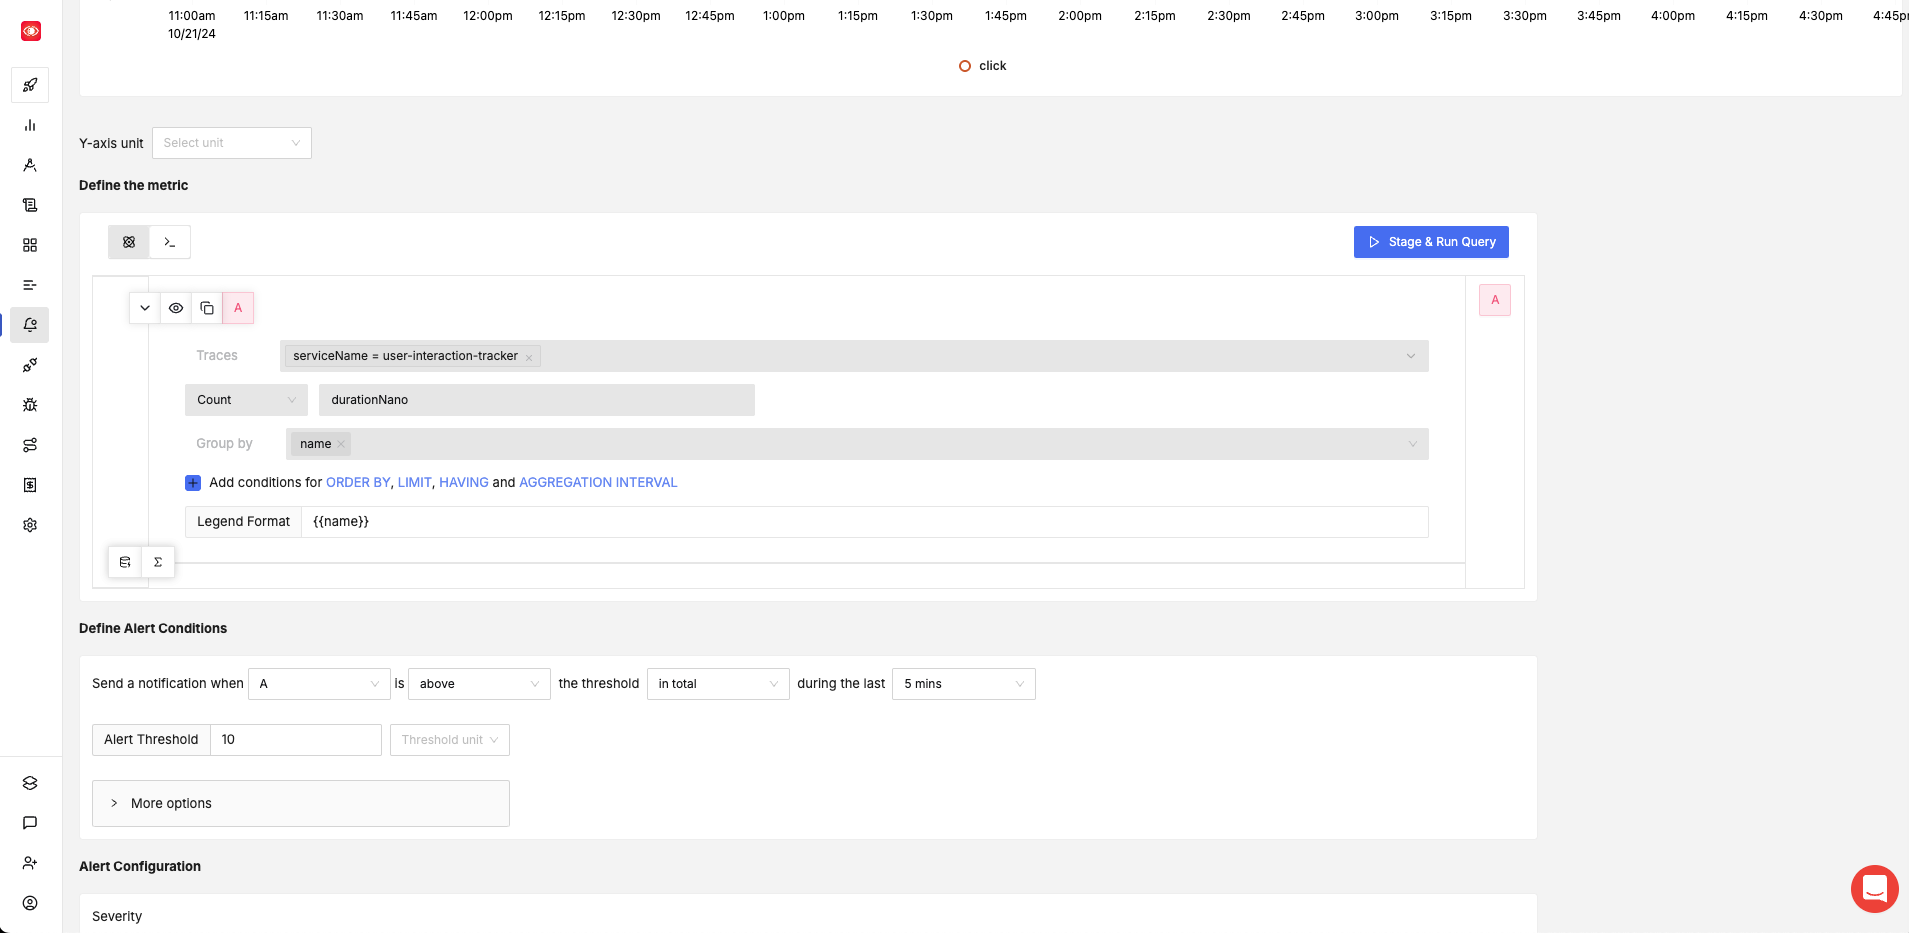 11:00am 11:15am 11:30am 11:45am 12:00pm 12:15pm 12:30pm 12:45pm 1:00pm 1:15pm 1:30pm 1:45pm 2:00pm 2:15pm 2:30pm 2:45pm 3:00pm 3:15pm 3:30pm 3:45pm 4:00pm 4:15pm 4:30pm 4:45p
10/21/24
click
Y-axis unit Select unit
Define the metric
Stage & Run Query
A
A
Traces serviceName = user-interaction-tracker
Count durationNano
Group by name
Add conditions for ORDER BY, LIMIT, HAVING and AGGREGATION INTERVAL
Legend Format {{name}}
Define Alert Conditions
Send a notification when A is above the threshold in total during the last 5 mins
Alert Threshold 10 Threshold unit
More options
Alert Configuration
Severity